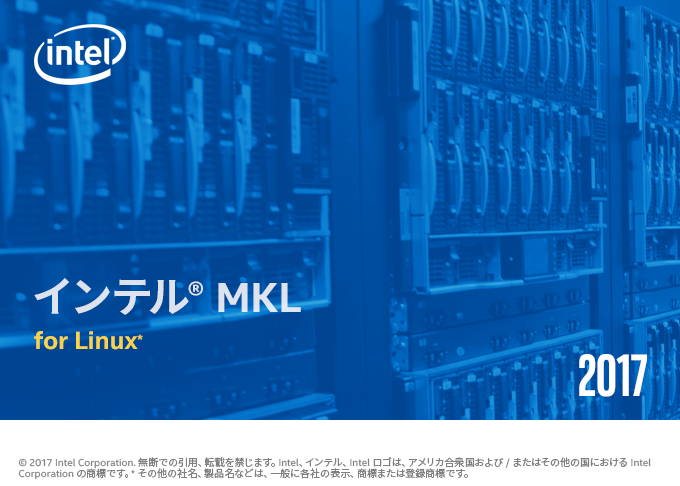 intel
インテル® MKL
for Linux*
2017
© 2017 Intel Corporation. 無断での引用、転載を禁じます。Intel、インテル、Intel ロゴは、アメリカ合衆国および / またはその他の国における Intel
Corporation の商標です。* その他の社名、製品名などは、一般に各社の表示、商標または登録商標です。